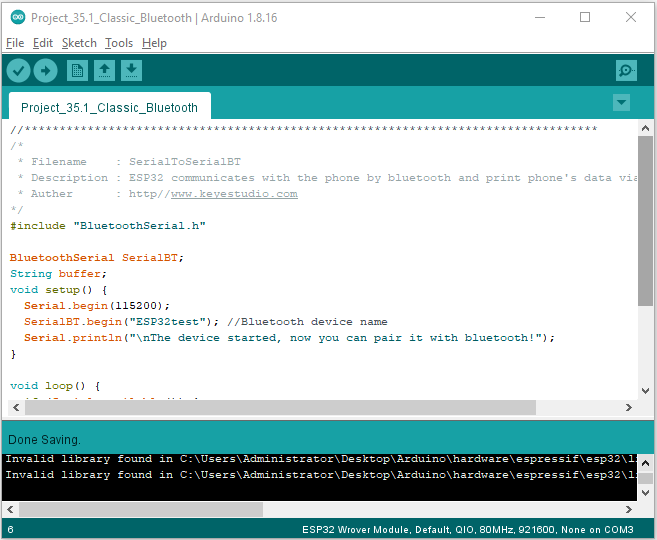 Project_35.1_Classic_Bluetooth | Arduino 1.8.16
File Edit Sketch Tools Help
Project_35.1_Classic_Bluetooth
//**********************************************************************************
/*
* Filename : SerialToSerialBT
* Description : ESP32 communicates with the phone by bluetooth and print phone's data via
* Auther : http//www.keyestudio.com
*/
#include "BluetoothSerial.h"
BluetoothSerial SerialBT;
String buffer;
void setup() {
Serial.begin(115200);
SerialBT.begin("ESP32test"); //Bluetooth device name
Serial.println("\nThe device started, now you can pair it with bluetooth!");
}
void loop() {
Done Saving.
Invalid library found in C:\Users\Administrator\Desktop\Arduino\hardware\espressif\esp32\l
Invalid library found in C:\Users\Administrator\Desktop\Arduino\hardware\espressif\esp32\l
6 ESP32 Wrover Module, Default, QIO, 80MHz, 921600, None on COM3